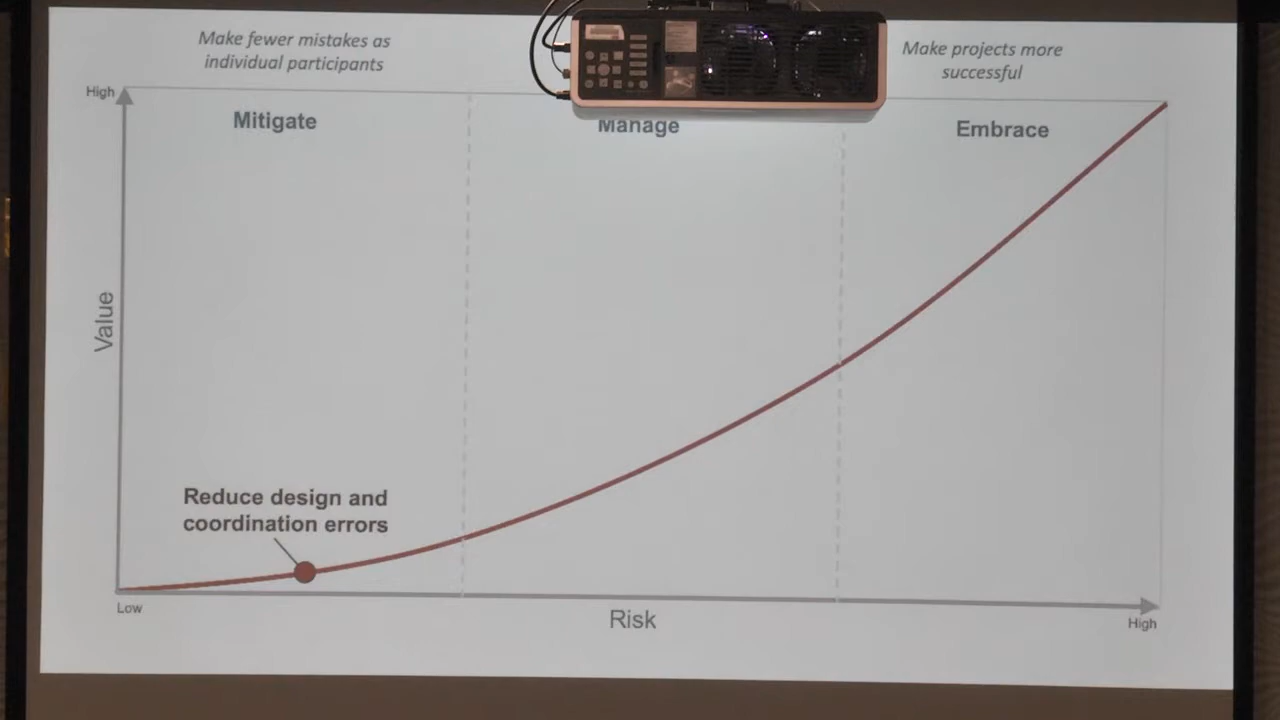 Make fewer mistakes as
individual participants
Make projects more
successful
High
Mitigate
Manage
Embrace
Value
Reduce design and
coordination errors
Low
Risk
High